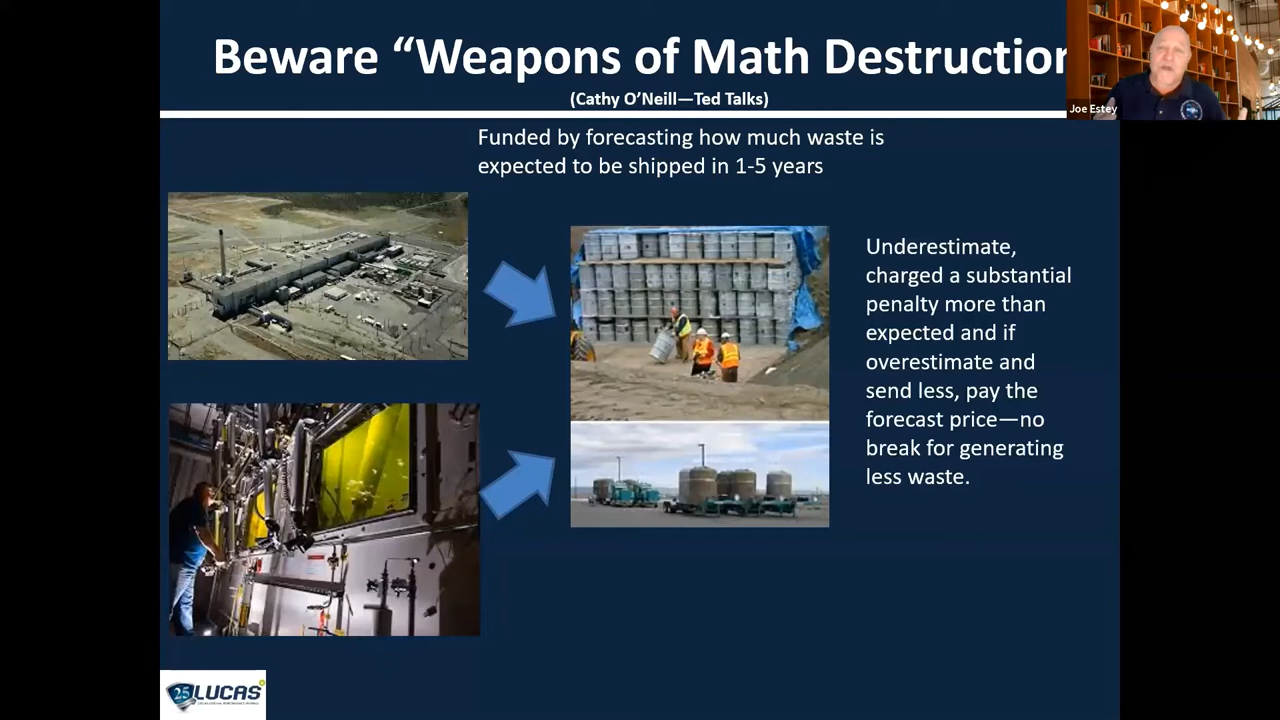 Beware “Weapons of Math Destruction
(Cathy O’Neill—Ted Talks)
Joe Estey
Funded by forecasting how much waste is
expected to be shipped in 1-5 years
Underestimate,
charged a substantial
penalty more than
expected and if
overestimate and
send less, pay the
forecast price—no
break for generating
less waste.
25 LUCAS